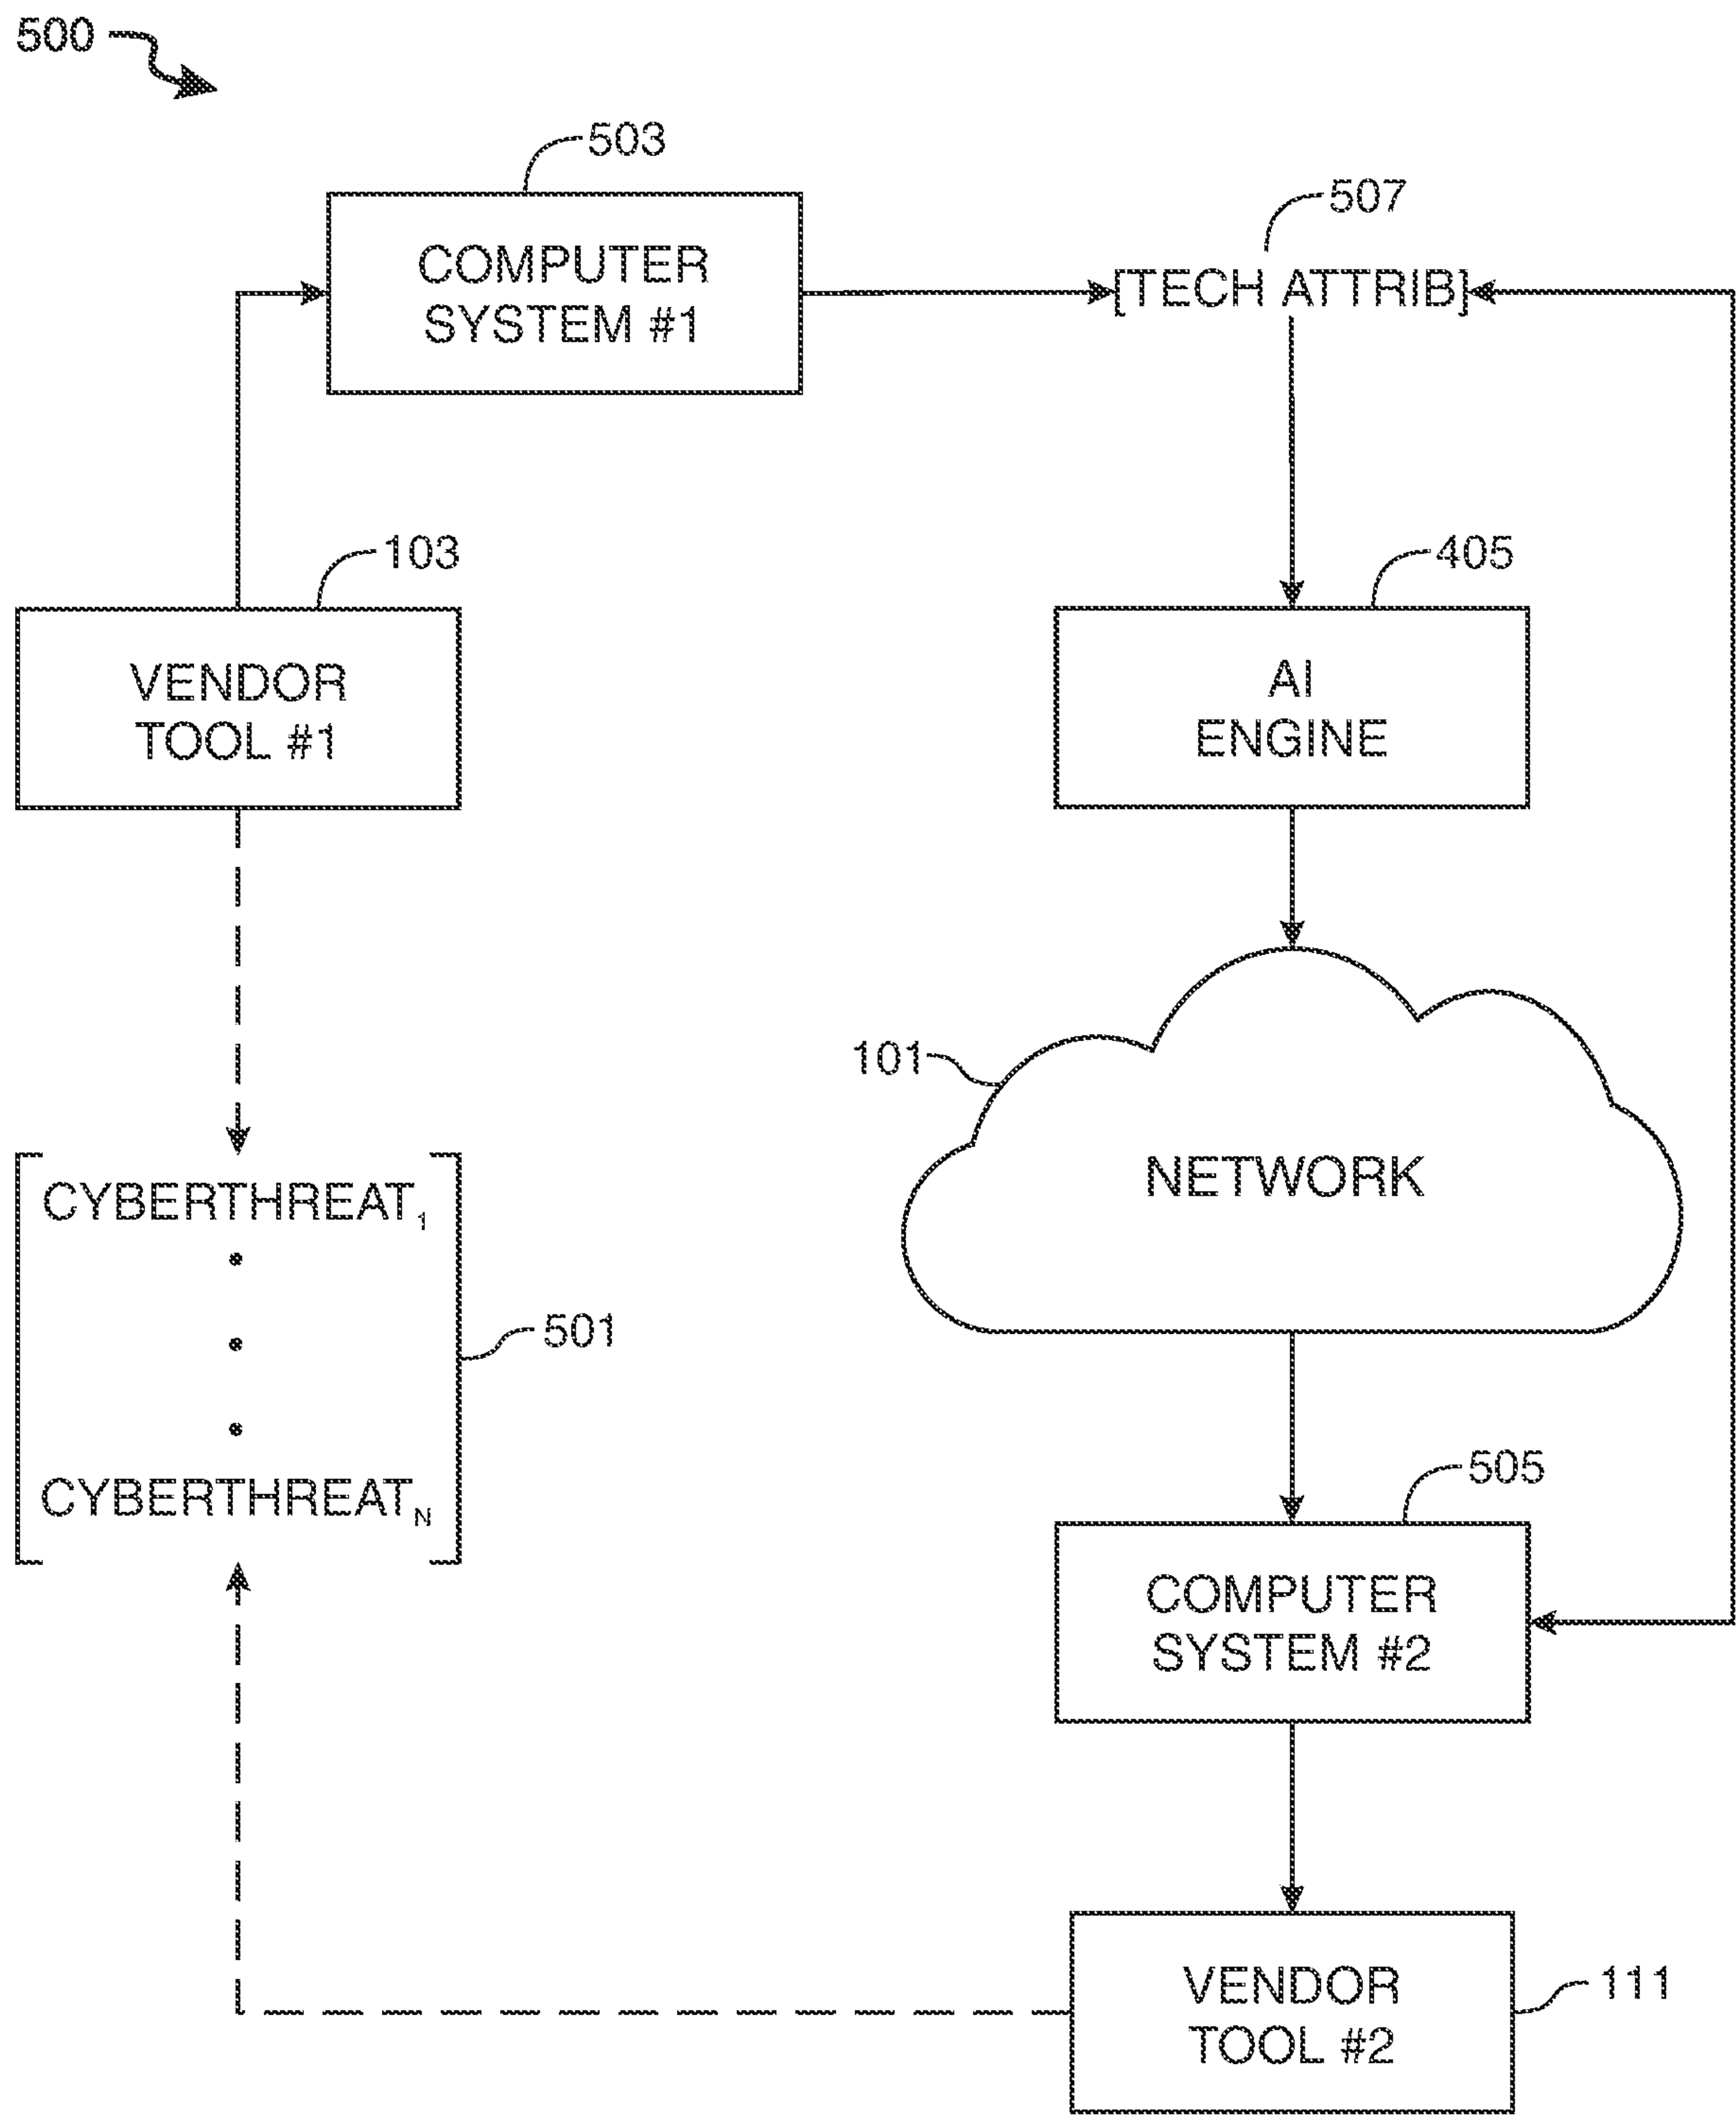 500
503
507
COMPUTER
SYSTEM #1
[TECH ATTRIB]
103
405
VENDOR
TOOL #1
AI
ENGINE
101
NETWORK
CYBERTHREAT₁
501
CYBERTHREAT_N
505
COMPUTER
SYSTEM #2
VENDOR
TOOL #2
111